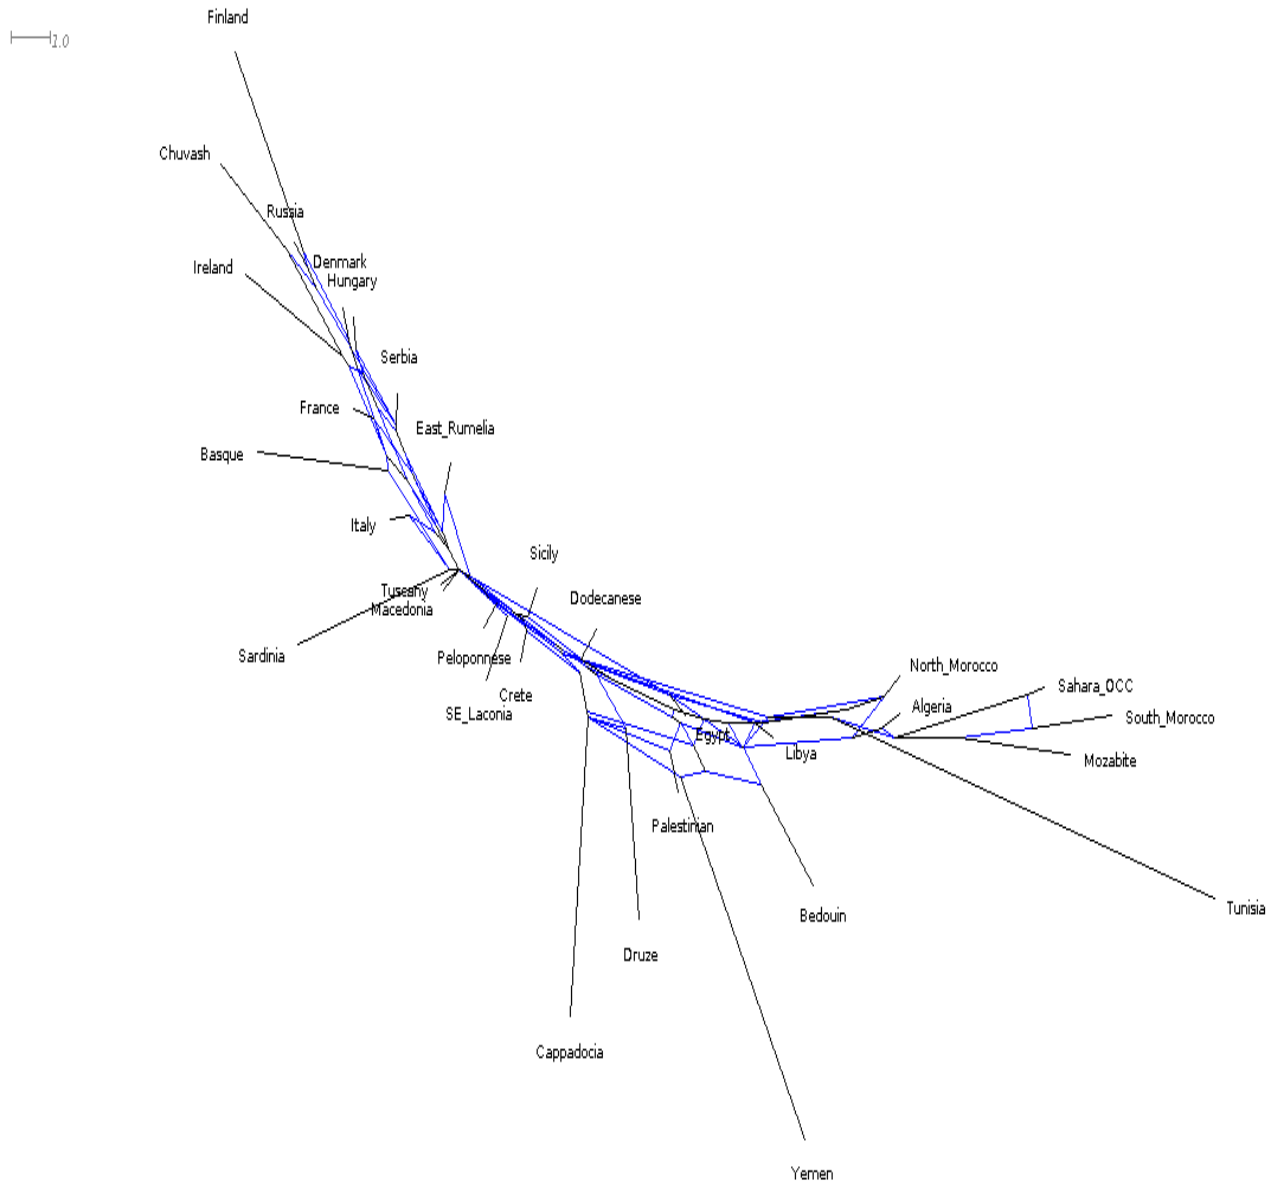 Finland
1.0
Chuvash
Russia
Denmark
Ireland
Hungary
Serbia
France
East_Rumelia
Basque
Italy
Sicily
Tuscany
Dodecanese
Macedonia
Sardinia
Peloponnese
North_Morocco
Sahara_OCC
Crete
Algeria
SE_Laconia
South_Morocco
Egypt
Libya
Mozabite
Palestinian
Tunisia
Bedouin
Druze
Cappadocia
Yemen